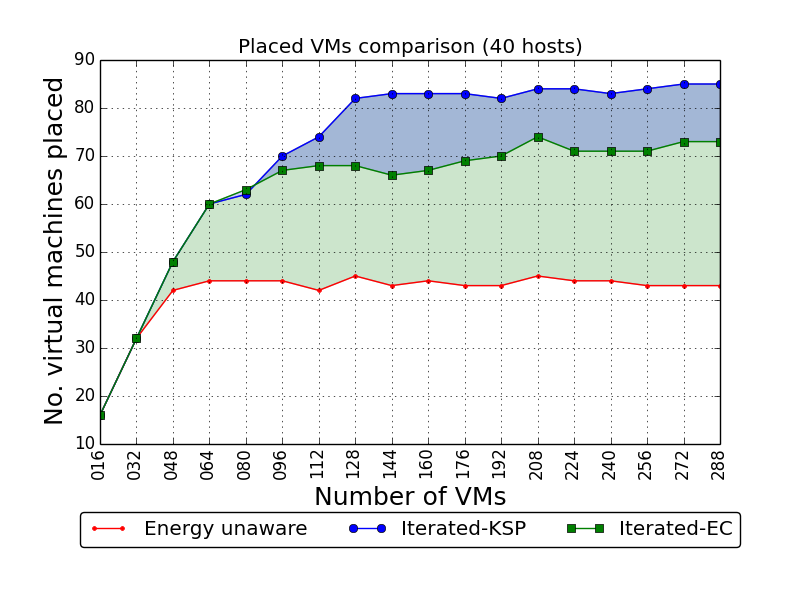 Placed VMs comparison (40 hosts)
No. virtual machines placed
90
80
70
60
50
40
30
20
10
016 032 048 064 080 096 112 128 144 160 176 192 208 224 240 256 272 288
Number of VMs
Energy unaware Iterated-KSP Iterated-EC